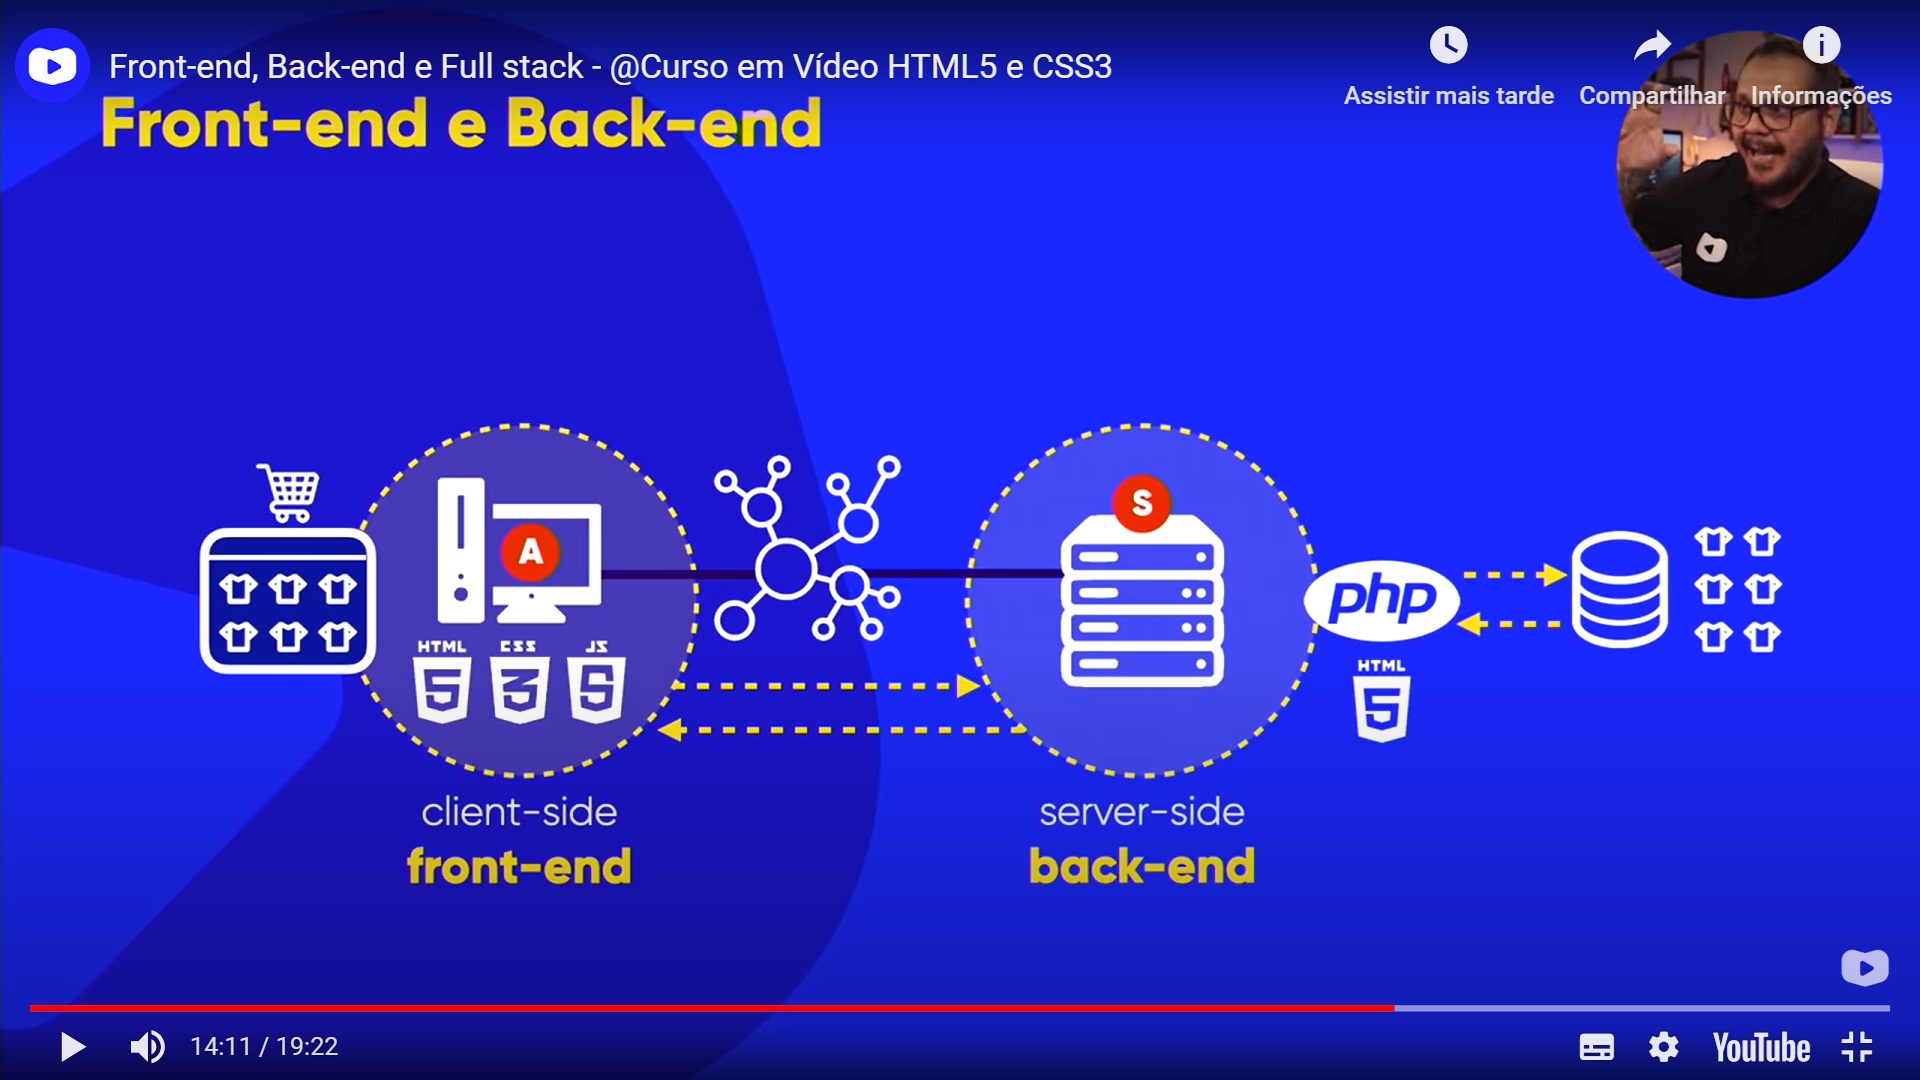 Front-end, Back-end e Full stack - @Curso em Vídeo HTML5 e CSS3
Assistir mais tarde
Compartilhar
Informações
Front-end e Back-end
A
S
HTML
5
CSS
3
JS
5
php
HTML
5
client-side
front-end
server-side
back-end
14:11 / 19:22
YouTube